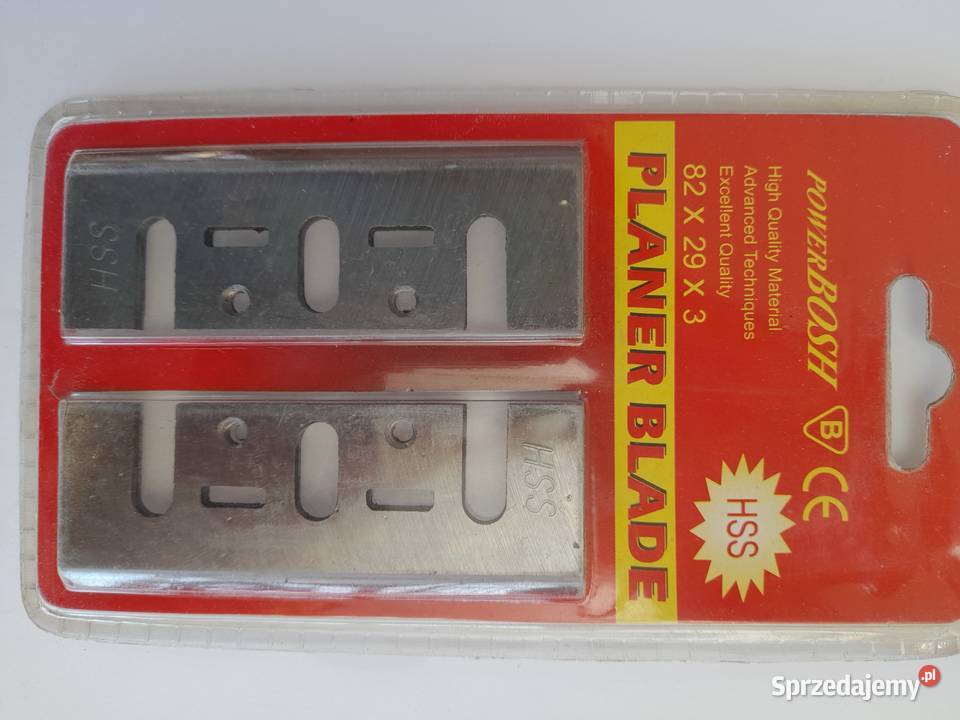 POWERBOSH
B CE
High Quality Material
Advanced Techniques
Excellent Quality
82 X 29 X 3
HSS
PLANER BLADE
HSS
HSS
Sprzedajemy.pl